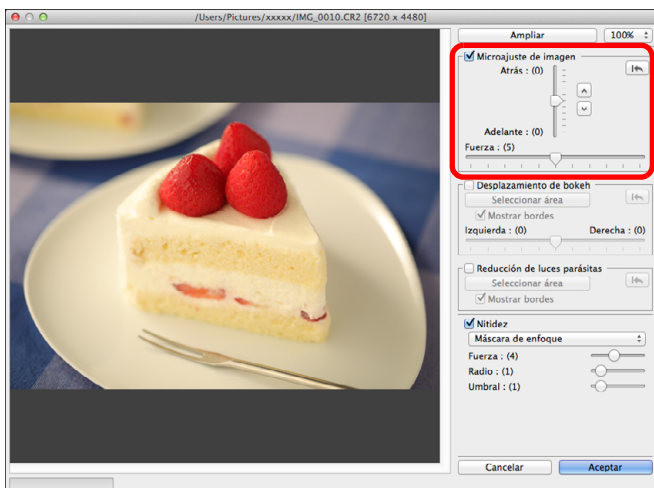 /Users/Pictures/xxxxx/IMG_0010.CR2 [6720 x 4480]
Ampliar
100%
Microajuste de imagen
Atrás : (0)
Adelante : (0)
Fuerza : (5)
Desplazamiento de bokeh
Seleccionar área
Mostrar bordes
Izquierda : (0) Derecha : (0)
Reducción de luces parásitas
Seleccionar área
Mostrar bordes
Nitidez
Máscara de enfoque
Fuerza : (4)
Radio : (1)
Umbral : (1)
Cancelar Aceptar